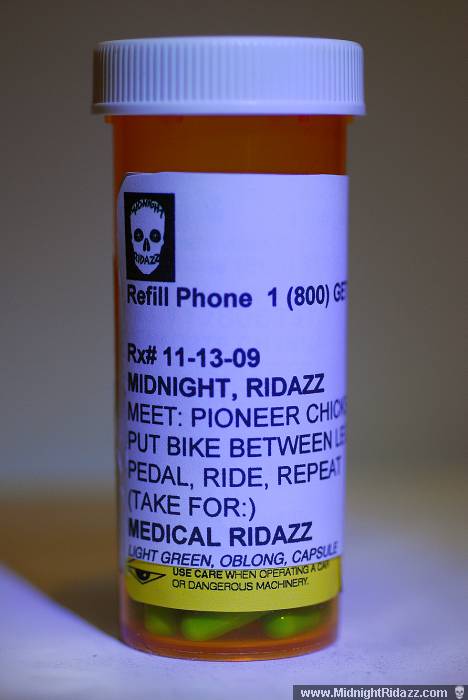 MIDNIGHT
RIDAZZ
Refill Phone 1 (800) GE
Rx# 11-13-09
MIDNIGHT, RIDAZZ
MEET: PIONEER CHICK
PUT BIKE BETWEEN LE
PEDAL, RIDE, REPEAT
(TAKE FOR:)
MEDICAL RIDAZZ
LIGHT GREEN, OBLONG, CAPSULE
USE CARE WHEN OPERATING A CAR
OR DANGEROUS MACHINERY.
www.MidnightRidazz.com